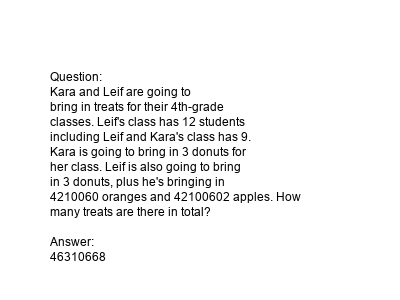 Question:
Kara and Leif are going to
bring in treats for their 4th-grade
classes. Leif's class has 12 students
including Leif and Kara's class has 9.
Kara is going to bring in 3 donuts for
her class. Leif is also going to bring
in 3 donuts, plus he's bringing in
4210060 oranges and 42100602 apples. How
many treats are there in total?

Answer:
46310668